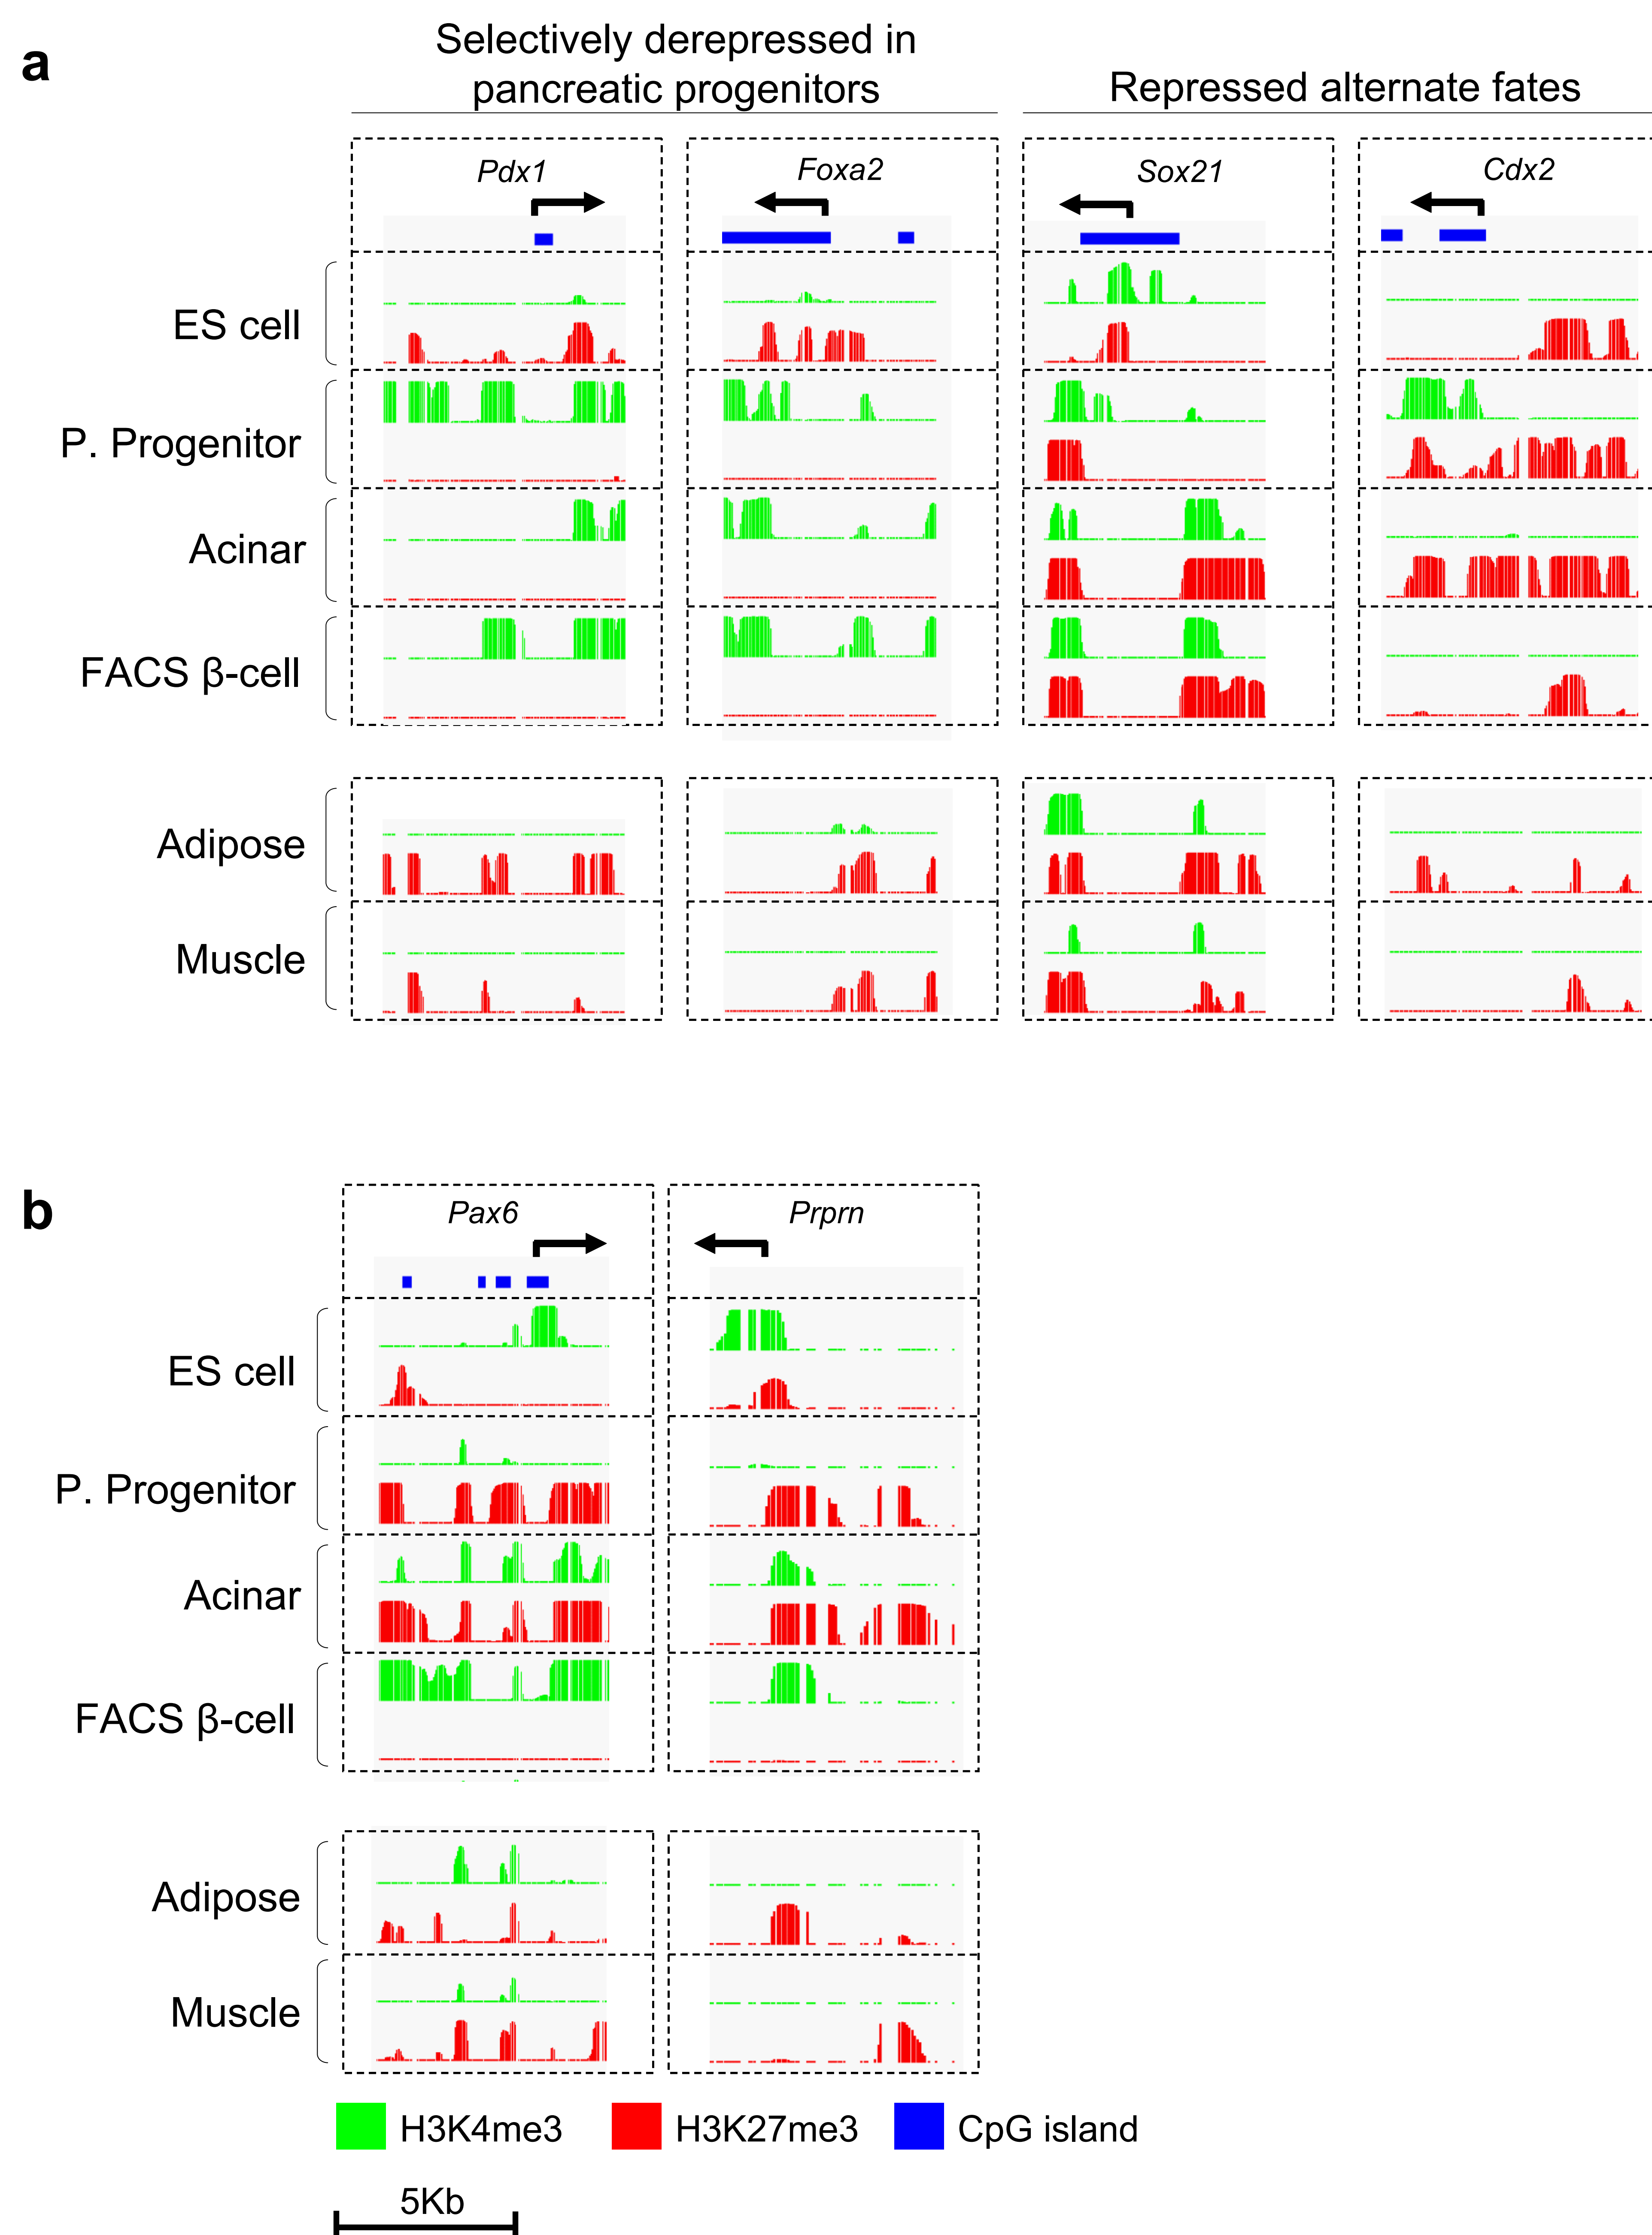 a
Selectively derepressed in
pancreatic progenitors
Repressed alternate fates
Pdx1
Foxa2
Sox21
Cdx2
ES cell
P. Progenitor
Acinar
FACS β-cell
Adipose
Muscle
b
Pax6
Prprn
ES cell
P. Progenitor
Acinar
FACS β-cell
Adipose
Muscle
H3K4me3
H3K27me3
CpG island
5Kb